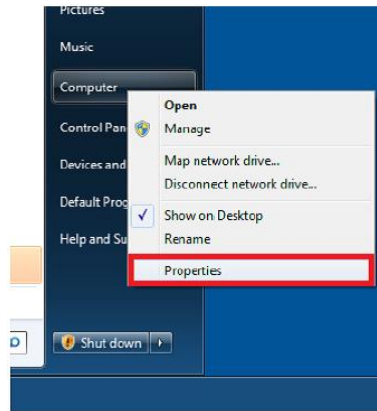 Pictures
Music
Computer
Open
Control Pan
Manage
Devices and
Map network drive...
Disconnect network drive...
Default Prog
Show on Desktop
Help and Su
Rename
Properties
Shut down